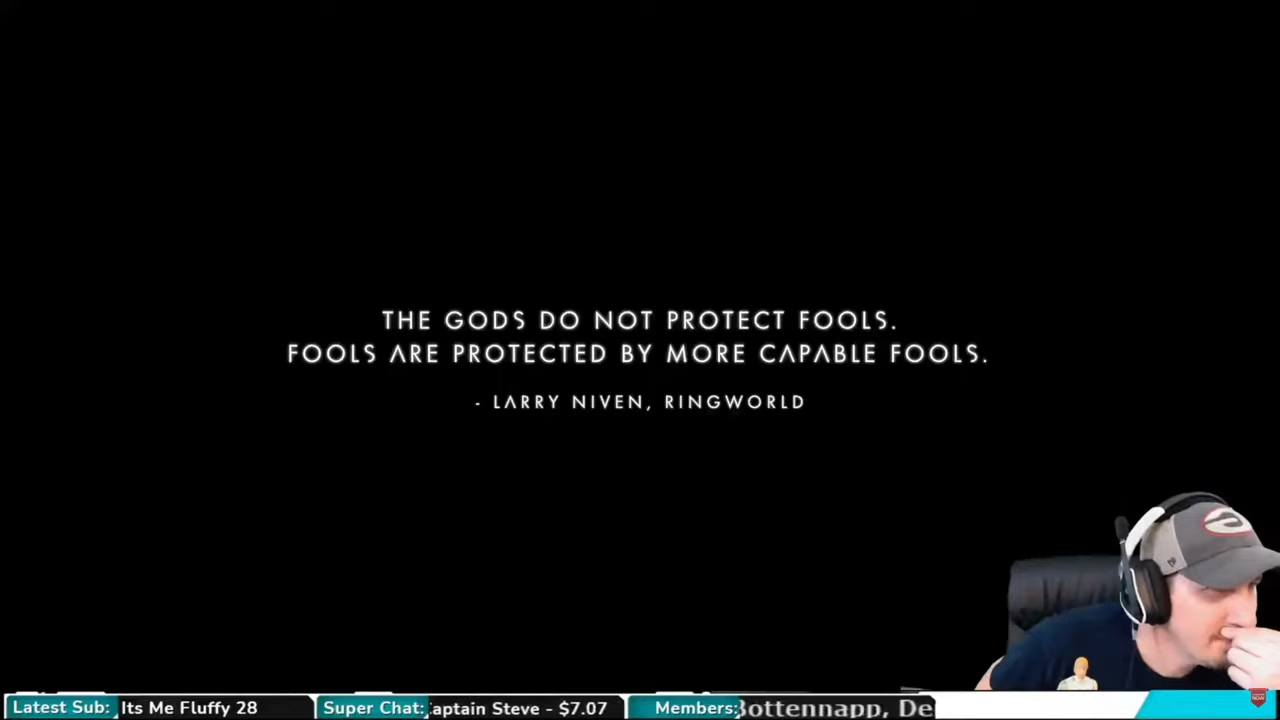 THE GODS DO NOT PROTECT FOOLS.
FOOLS ARE PROTECTED BY MORE CAPABLE FOOLS.
- LARRY NIVEN, RINGWORLD
Latest Sub: Its Me Fluffy 28 Super Chat: aptain Steve - $7.07 Members: Bottennapp, De